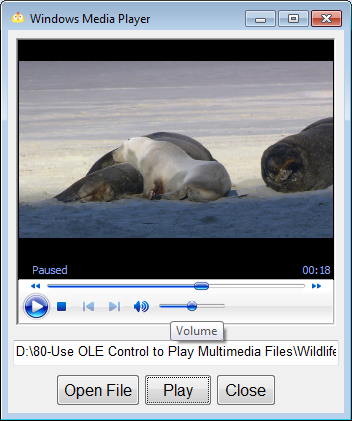 Windows Media Player
Paused
00:18
Volume
D:\80-Use OLE Control to Play Multimedia Files\Wildlife
Open File
Play
Close